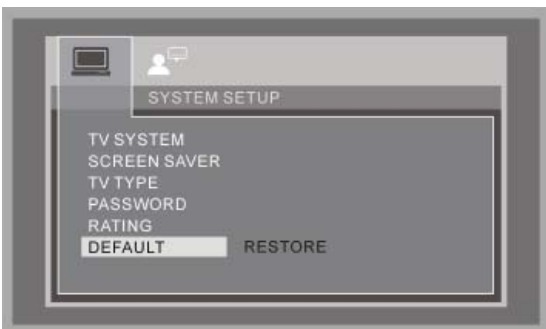 SYSTEM SETUP
TV SYSTEM
SCREEN SAVER
TV TYPE
PASSWORD
RATING
DEFAULT RESTORE